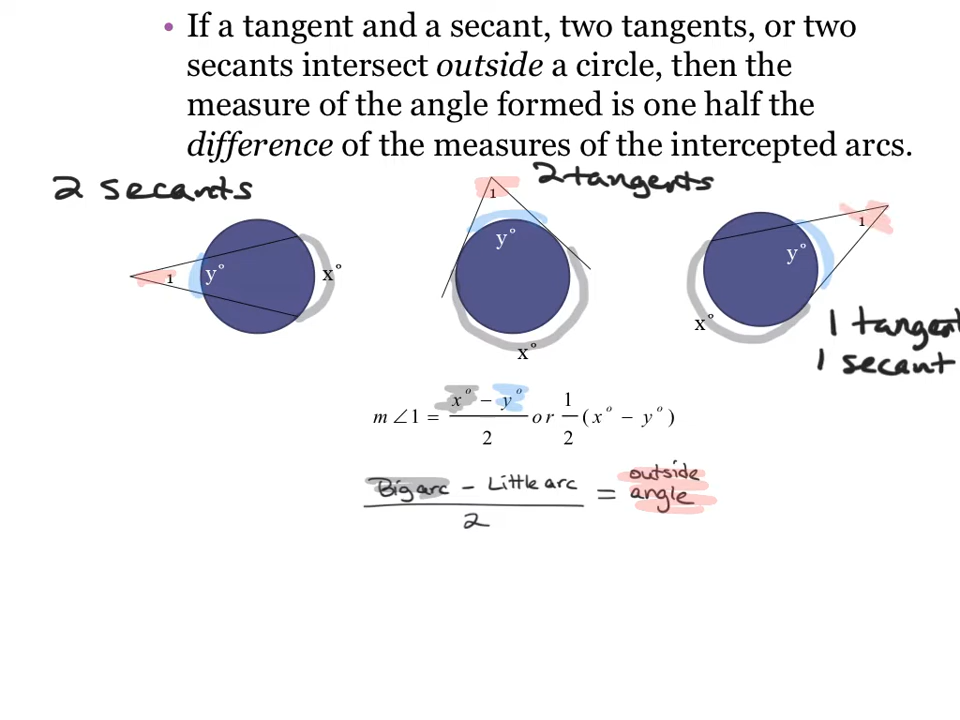 • If a tangent and a secant, two tangents, or two
secants intersect outside a circle, then the
measure of the angle formed is one half the
difference of the measures of the intercepted arcs.
2 secants
2 tangents
1
y°
x°
1
y°
x°
1
y°
x°
1 tangent
1 secant
m∠1 = (x° − y°)/2 or 1/2 (x° − y°)
Big arc - Little arc
2
= outside
angle